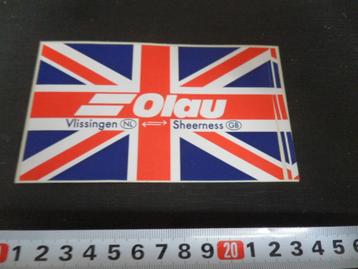 Olau
Vlissingen NL ⇐⇒ Sheerness GB
1 2 3 4 5 6 7 8 9 20 1 2 3 4 5 6